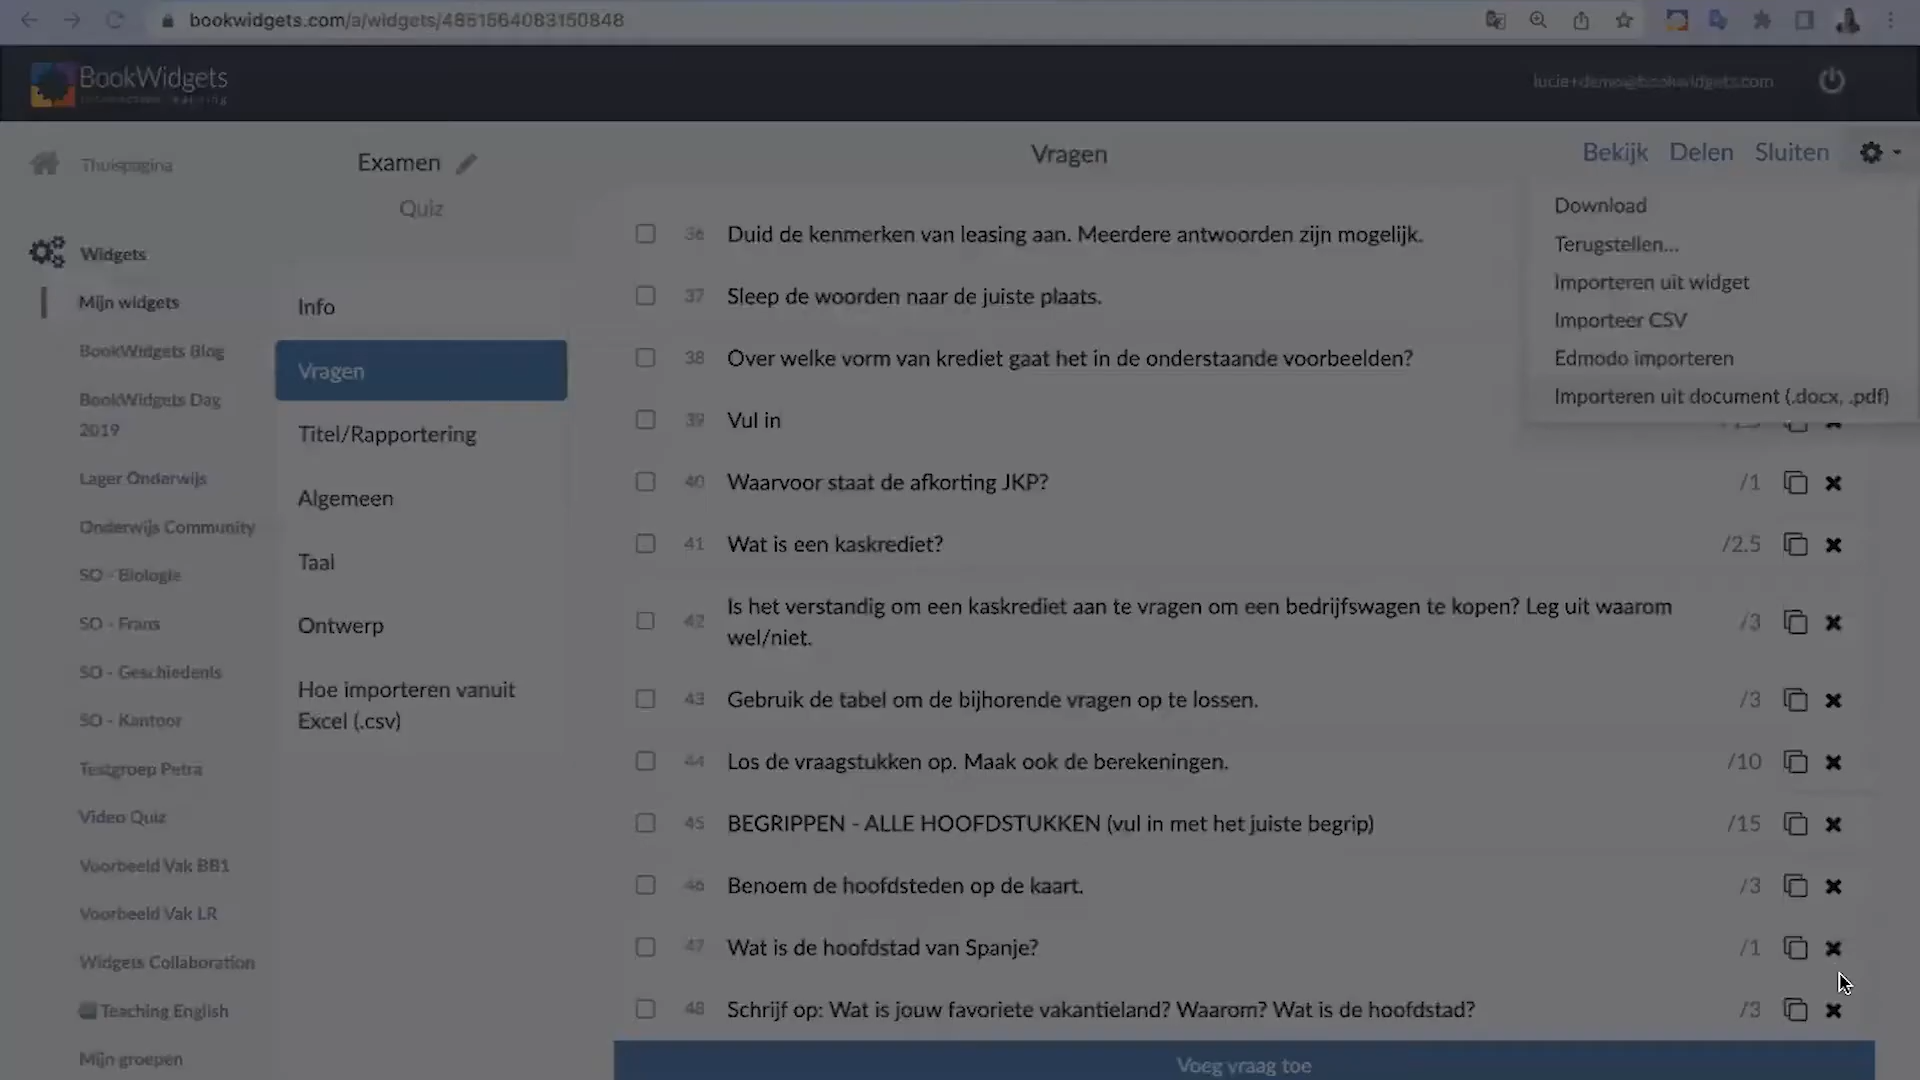 bookwidgets.com/a/widgets/4851564083150848
BookWidgets
lucie+demo@bookwidgets.com
Thuispagina
Examen
Vragen
Bekijk Delen Sluiten
Quiz
Download
Terugstellen...
Importeren uit widget
Importeer CSV
Edmodo importeren
Importeren uit document (.docx, .pdf)
Widgets
Mijn widgets
BookWidgets Blog
BookWidgets Dag
2019
Lager Onderwijs
Onderwijs Community
SO - Biologie
SO - Frans
SO - Geschiedenis
SO - Kantoor
Testgroep Petra
Video Quiz
Voorbeeld Vak BB1
Voorbeeld Vak LR
Widgets Collaboration
Teaching English
Mijn groepen
Info
Vragen
Titel/Rapportering
Algemeen
Taal
Ontwerp
Hoe importeren vanuit
Excel (.csv)
36 Duid de kenmerken van leasing aan. Meerdere antwoorden zijn mogelijk.
37 Sleep de woorden naar de juiste plaats.
38 Over welke vorm van krediet gaat het in de onderstaande voorbeelden?
39 Vul in
40 Waarvoor staat de afkorting JKP? /1
41 Wat is een kaskrediet? /2.5
42 Is het verstandig om een kaskrediet aan te vragen om een bedrijfswagen te kopen? Leg uit waarom
wel/niet. /3
43 Gebruik de tabel om de bijhorende vragen op te lossen. /3
44 Los de vraagstukken op. Maak ook de berekeningen. /10
45 BEGRIPPEN - ALLE HOOFDSTUKKEN (vul in met het juiste begrip) /15
46 Benoem de hoofdsteden op de kaart. /3
47 Wat is de hoofdstad van Spanje? /1
48 Schrijf op: Wat is jouw favoriete vakantieland? Waarom? Wat is de hoofdstad? /3
Voeg vraag toe